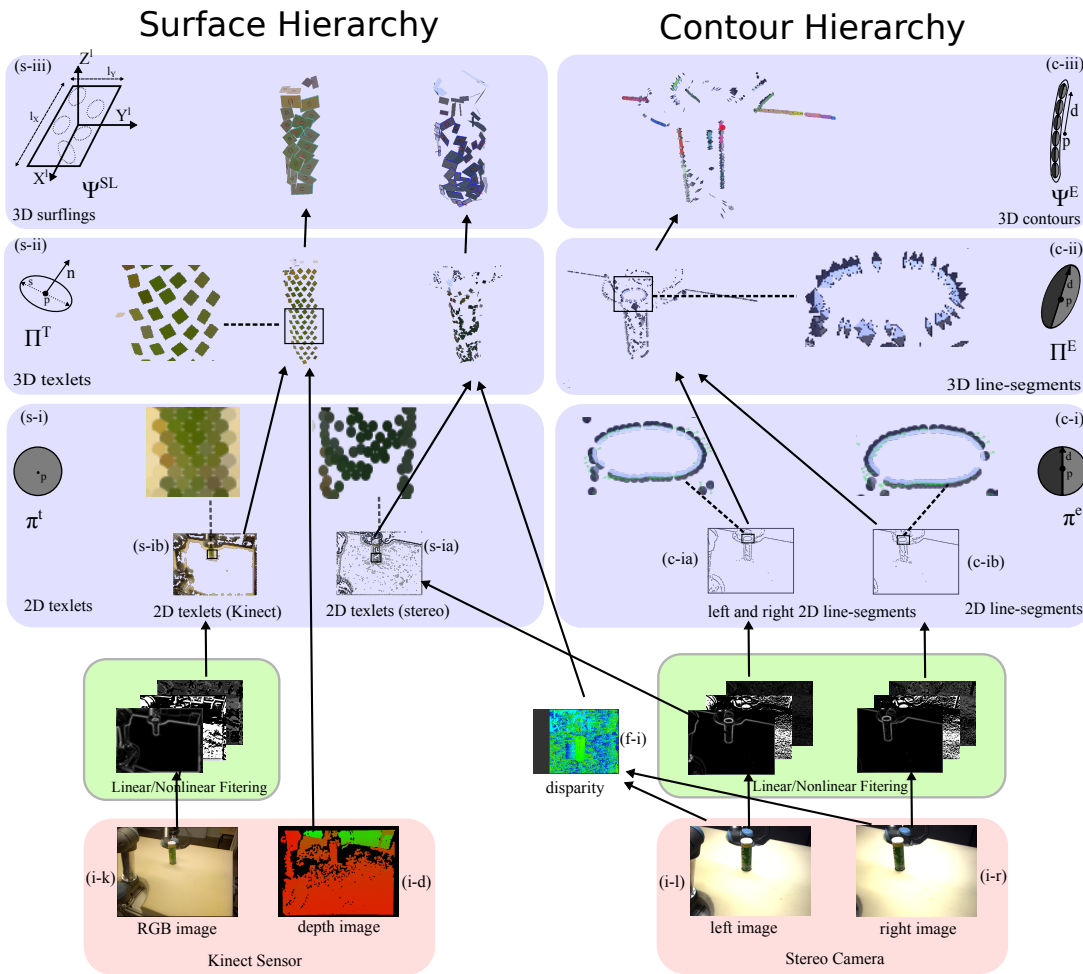 Surface Hierarchy
Contour Hierarchy
(s-iii)
Z^l
l_Y
l_X
Y^l
X^l
Ψ^SL
3D surflings
(c-iii)
d
p
Ψ^E
3D contours
(s-ii)
n
s
p
Π^T
3D texlets
(c-ii)
d
p
Π^E
3D line-segments
(s-i)
p
π^t
(s-ib)
(s-ia)
2D texlets
2D texlets (Kinect)
2D texlets (stereo)
(c-i)
d
p
π^e
(c-ia)
(c-ib)
left and right 2D line-segments
2D line-segments
Linear/Nonlinear Fitering
(f-i)
disparity
Linear/Nonlinear Fitering
(i-k)
(i-d)
RGB image
depth image
Kinect Sensor
(i-l)
(i-r)
left image
right image
Stereo Camera